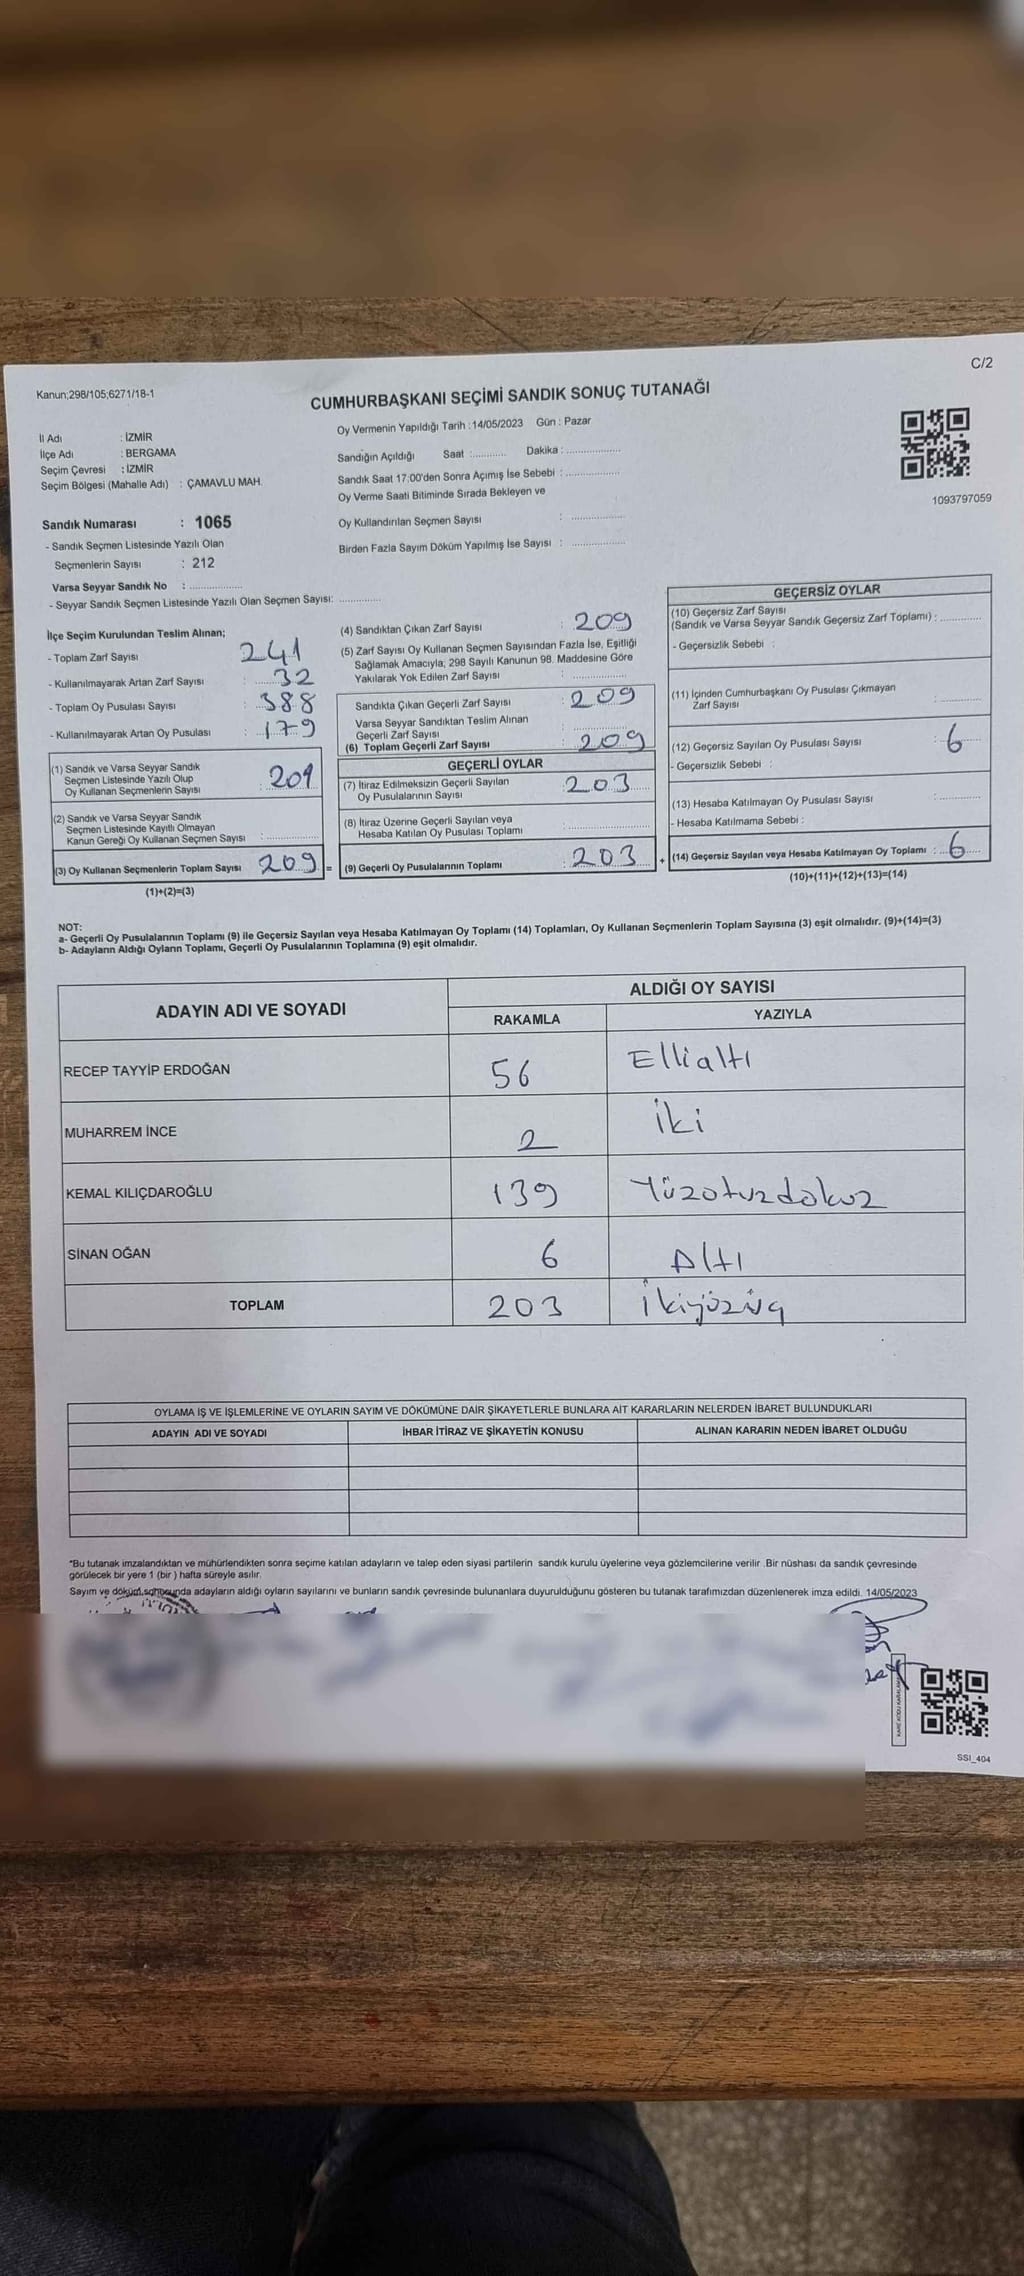 C/2
Kanun;298/105;6271/18-1
CUMHURBAŞKANI SEÇİMİ SANDIK SONUÇ TUTANAĞI
İl Adı : İZMİR
İlçe Adı : BERGAMA
Seçim Çevresi : İZMİR
Seçim Bölgesi (Mahalle Adı) : ÇAMAVLU MAH.
Oy Vermenin Yapıldığı Tarih :14/05/2023 Gün : Pazar
Sandığın Açıldığı Saat :............ Dakika :...................
Sandık Saat 17:00'den Sonra Açımış İse Sebebi :...................
Oy Verme Saati Bitiminde Sırada Bekleyen ve
Oy Kullandırılan Seçmen Sayısı : ..................
Birden Fazla Sayım Döküm Yapılmış İse Sayısı : ..................
1093797059
Sandık Numarası : 1065
- Sandık Seçmen Listesinde Yazılı Olan
Seçmenlerin Sayısı : 212
Varsa Seyyar Sandık No : ..................
- Seyyar Sandık Seçmen Listesinde Yazılı Olan Seçmen Sayısı: ..............
İlçe Seçim Kurulundan Teslim Alınan;
- Toplam Zarf Sayısı 241
- Kullanılmayarak Artan Zarf Sayısı : 32
- Toplam Oy Pusulası Sayısı : 388
- Kullanılmayarak Artan Oy Pusulası : 179
(1) Sandık ve Varsa Seyyar Sandık
Seçmen Listesinde Yazılı Olup
Oy Kullanan Seçmenlerin Sayısı : 209
(2) Sandık ve Varsa Seyyar Sandık
Seçmen Listesinde Kayıtlı Olmayan
Kanun Gereği Oy Kullanan Seçmen Sayısı :..................
(3) Oy Kullanan Seçmenlerin Toplam Sayısı 209 =
(1)+(2)=(3)
(4) Sandıktan Çıkan Zarf Sayısı : 209
(5) Zarf Sayısı Oy Kullanan Seçmen Sayısından Fazla İse, Eşitliği
Sağlamak Amacıyla; 298 Sayılı Kanunun 98. Maddesine Göre
Yakılarak Yok Edilen Zarf Sayısı : ..................
Sandıkta Çıkan Geçerli Zarf Sayısı : 209
Varsa Seyyar Sandıktan Teslim Alınan
Geçerli Zarf Sayısı
(6) Toplam Geçerli Zarf Sayısı : 209
GEÇERLİ OYLAR
(7) İtiraz Edilmeksizin Geçerli Sayılan
Oy Pusulalarının Sayısı : 203
(8) İtiraz Üzerine Geçerli Sayılan veya
Hesaba Katılan Oy Pusulası Toplamı :..................
(9) Geçerli Oy Pusulalarının Toplamı : 203 +
GEÇERSİZ OYLAR
(10) Geçersiz Zarf Sayısı
(Sandık ve Varsa Seyyar Sandık Geçersiz Zarf Toplamı) :..............
- Geçersizlik Sebebi :
(11) İçinden Cumhurbaşkanı Oy Pusulası Çıkmayan
Zarf Sayısı :..............
(12) Geçersiz Sayılan Oy Pusulası Sayısı : 6
- Geçersizlik Sebebi :
(13) Hesaba Katılmayan Oy Pusulası Sayısı :..............
- Hesaba Katılmama Sebebi :
(14) Geçersiz Sayılan veya Hesaba Katılmayan Oy Toplamı : 6
(10)+(11)+(12)+(13)=(14)
NOT:
a- Geçerli Oy Pusulalarının Toplamı (9) ile Geçersiz Sayılan veya Hesaba Katılmayan Oy Toplamı (14) Toplamları, Oy Kullanan Seçmenlerin Toplam Sayısına (3) eşit olmalıdır. (9)+(14)=(3)
b- Adayların Aldığı Oyların Toplamı, Geçerli Oy Pusulalarının Toplamına (9) eşit olmalıdır.
ADAYIN ADI VE SOYADI ALDIĞI OY SAYISI
RAKAMLA YAZIYLA
RECEP TAYYİP ERDOĞAN 56 Ellialtı
MUHARREM İNCE 2 İki
KEMAL KILIÇDAROĞLU 139 Yüzotuzdokuz
SİNAN OĞAN 6 Altı
TOPLAM 203 İkiyüzüç
OYLAMA İŞ VE İŞLEMLERİNE VE OYLARIN SAYIM VE DÖKÜMÜNE DAİR ŞİKAYETLERLE BUNLARA AİT KARARLARIN NELERDEN İBARET BULUNDUKLARI
ADAYIN ADI VE SOYADI İHBAR İTİRAZ VE ŞİKAYETİN KONUSU ALINAN KARARIN NEDEN İBARET OLDUĞU
*Bu tutanak imzalandıktan ve mühürlendikten sonra seçime katılan adayların ve talep eden siyasi partilerin sandık kurulu üyelerine veya gözlemcilerine verilir .Bir nüshası da sandık çevresinde
görülecek bir yere 1 (bir ) hafta süreyle asılır.
Sayım ve döküm sonucunda adayların aldığı oyların sayılarını ve bunların sandık çevresinde bulunanlara duyurulduğunu gösteren bu tutanak tarafımızdan düzenlenerek imza edildi. 14/05/2023
SSI_404